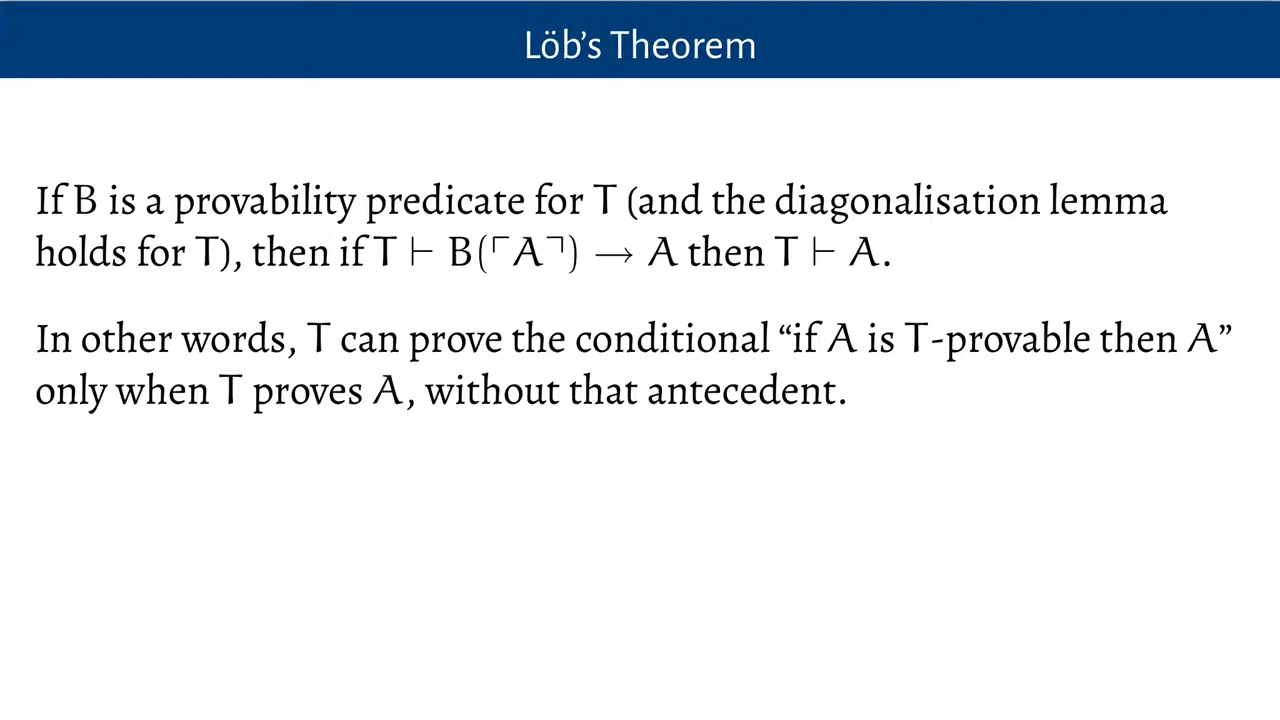 Löb’s Theorem
If B is a provability predicate for T (and the diagonalisation lemma
holds for T), then if T ⊢ B(⌜A⌝) → A then T ⊢ A.
In other words, T can prove the conditional “if A is T-provable then A”
only when T proves A, without that antecedent.